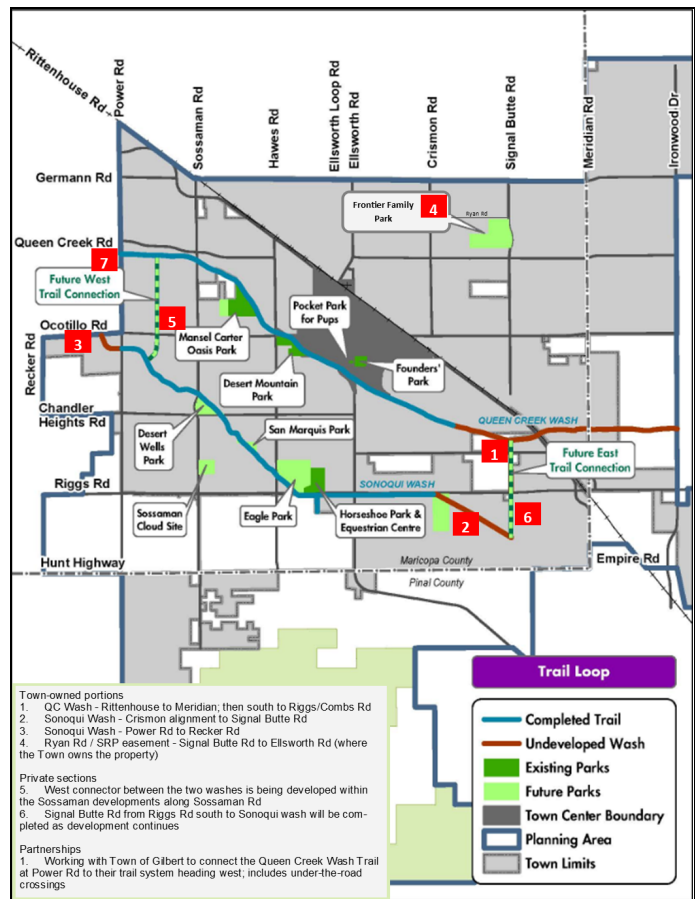 Rittenhouse Rd
Power Rd
Sossaman Rd
Hawes Rd
Ellsworth Loop Rd
Ellsworth Rd
Crismon Rd
Signal Butte Rd
Meridian Rd
Ironwood Dr
Germann Rd
Frontier Family
Park
4
Ryan Rd
Queen Creek Rd
7
Future West
Trail Connection
5
Pocket Park
for Pups
Ocotillo Rd
3
Mansel Carter
Oasis Park
Recker Rd
Desert Mountain
Park
Founders'
Park
Chandler
Heights Rd
QUEEN CREEK WASH
Desert
Wells
Park
San Marquis Park
1
Future East
Trail Connection
Riggs Rd
SONOQUI WASH
Sossaman
Cloud Site
Eagle Park
Horseshoe Park &
Equestrian Centre
2
6
Hunt Highway
Maricopa County
Pinal County
Empire Rd
Trail Loop
Completed Trail
Undeveloped Wash
Existing Parks
Future Parks
Town Center Boundary
Planning Area
Town Limits
Town-owned portions
1. QC Wash - Rittenhouse to Meridian; then south to Riggs/Combs Rd
2. Sonoqui Wash - Crismon alignment to Signal Butte Rd
3. Sonoqui Wash - Power Rd to Recker Rd
4. Ryan Rd / SRP easement - Signal Butte Rd to Ellsworth Rd (where
the Town owns the property)
Private sections
5. West connector between the two washes is being developed within
the Sossaman developments along Sossaman Rd
6. Signal Butte Rd from Riggs Rd south to Sonoqui wash will be com-
pleted as development continues
Partnerships
1. Working with Town of Gilbert to connect the Queen Creek Wash Trail
at Power Rd to their trail system heading west; includes under-the-road
crossings